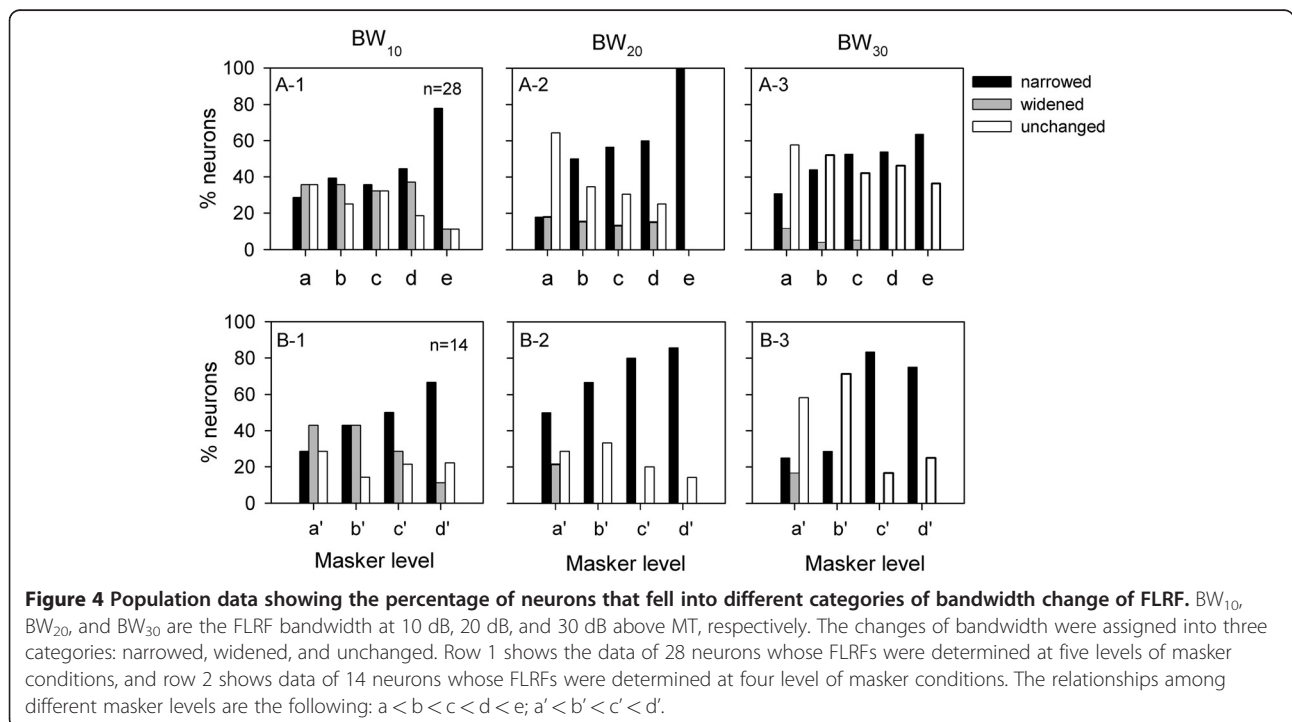 BW₁₀ BW₂₀ BW₃₀
100 A-1 n=28 A-2 A-3 narrowed
80 widened
60 unchanged
40
20
0
% neurons
a b c d e a b c d e a b c d e
100 B-1 n=14 B-2 B-3
80
60
40
20
0
% neurons
a' b' c' d' a' b' c' d' a' b' c' d'
Masker level Masker level Masker level
Figure 4 Population data showing the percentage of neurons that fell into different categories of bandwidth change of FLRF. BW₁₀,
BW₂₀, and BW₃₀ are the FLRF bandwidth at 10 dB, 20 dB, and 30 dB above MT, respectively. The changes of bandwidth were assigned into three
categories: narrowed, widened, and unchanged. Row 1 shows the data of 28 neurons whose FLRFs were determined at five levels of masker
conditions, and row 2 shows data of 14 neurons whose FLRFs were determined at four level of masker conditions. The relationships among
different masker levels are the following: a < b < c < d < e; a′ < b′ < c′ < d′.